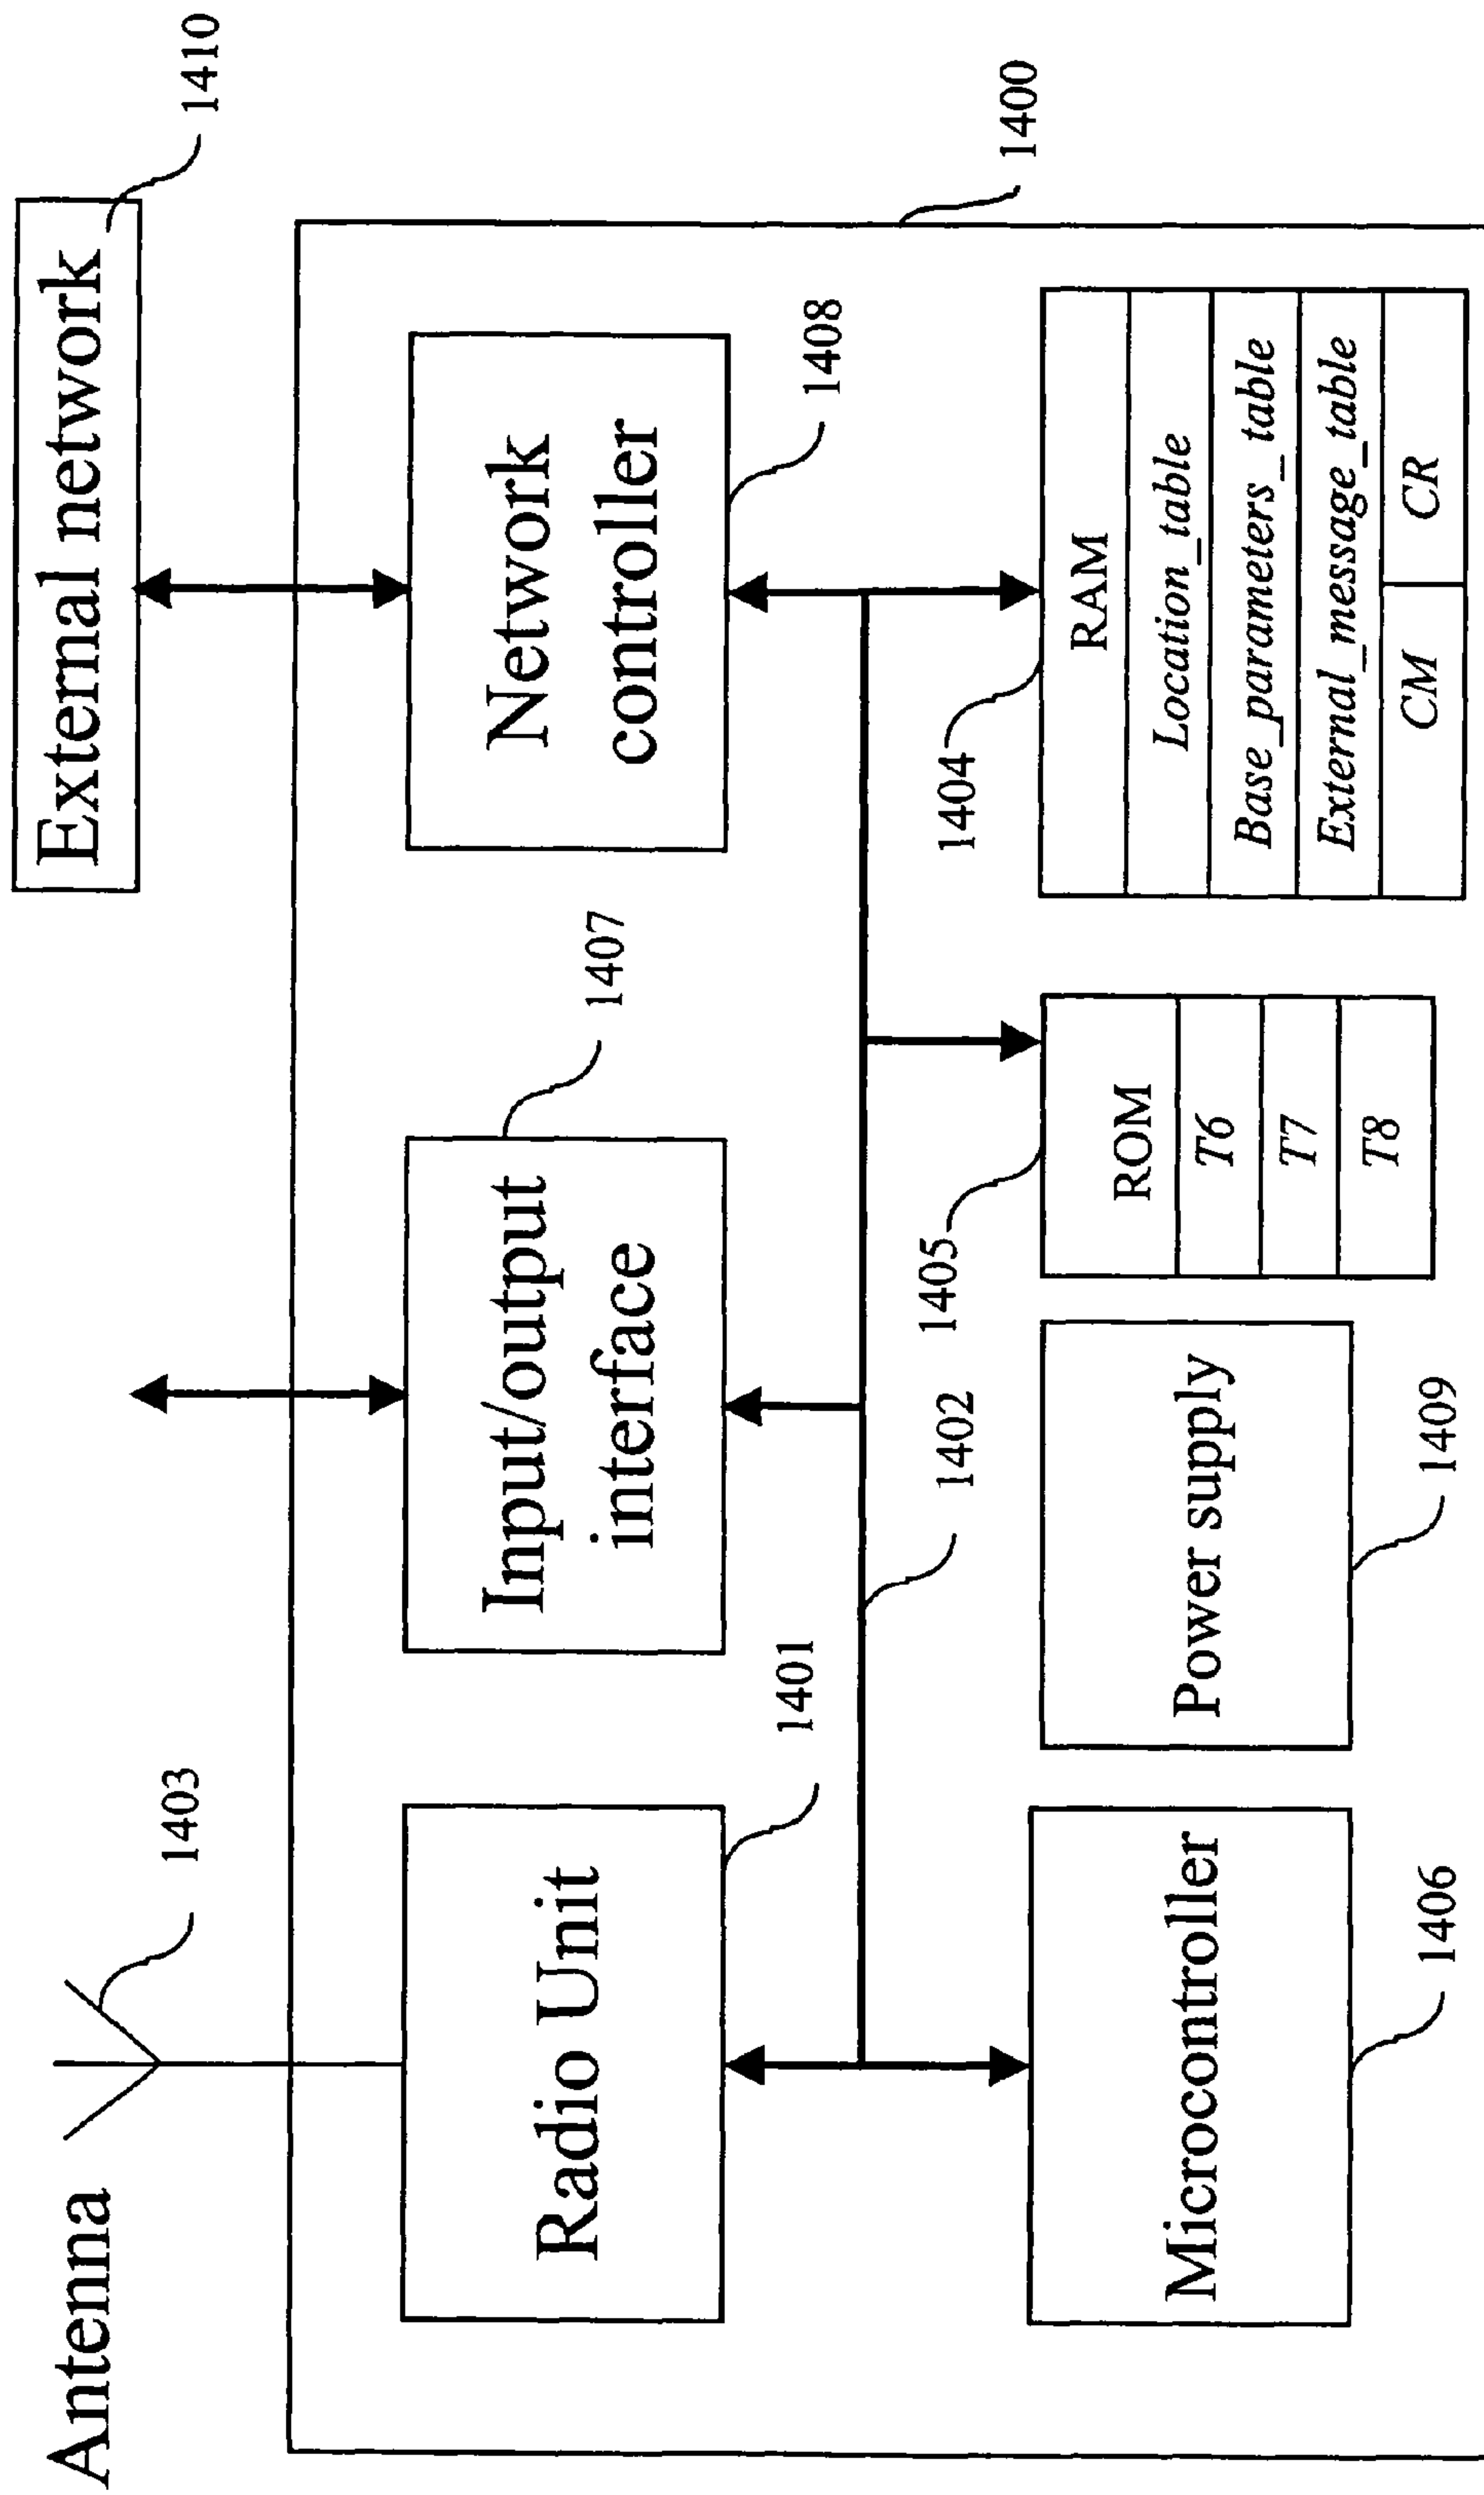 Antenna
1403
External network
1410
Radio Unit
1401
Input/output
interface
1407
Network
controller
1408
1400
1402
1405
1404
Microcontroller
1406
Power supply
1409
ROM
T6
T7
T8
RAM
Location_table
Base_parameters_table
External_message_table
CM CR